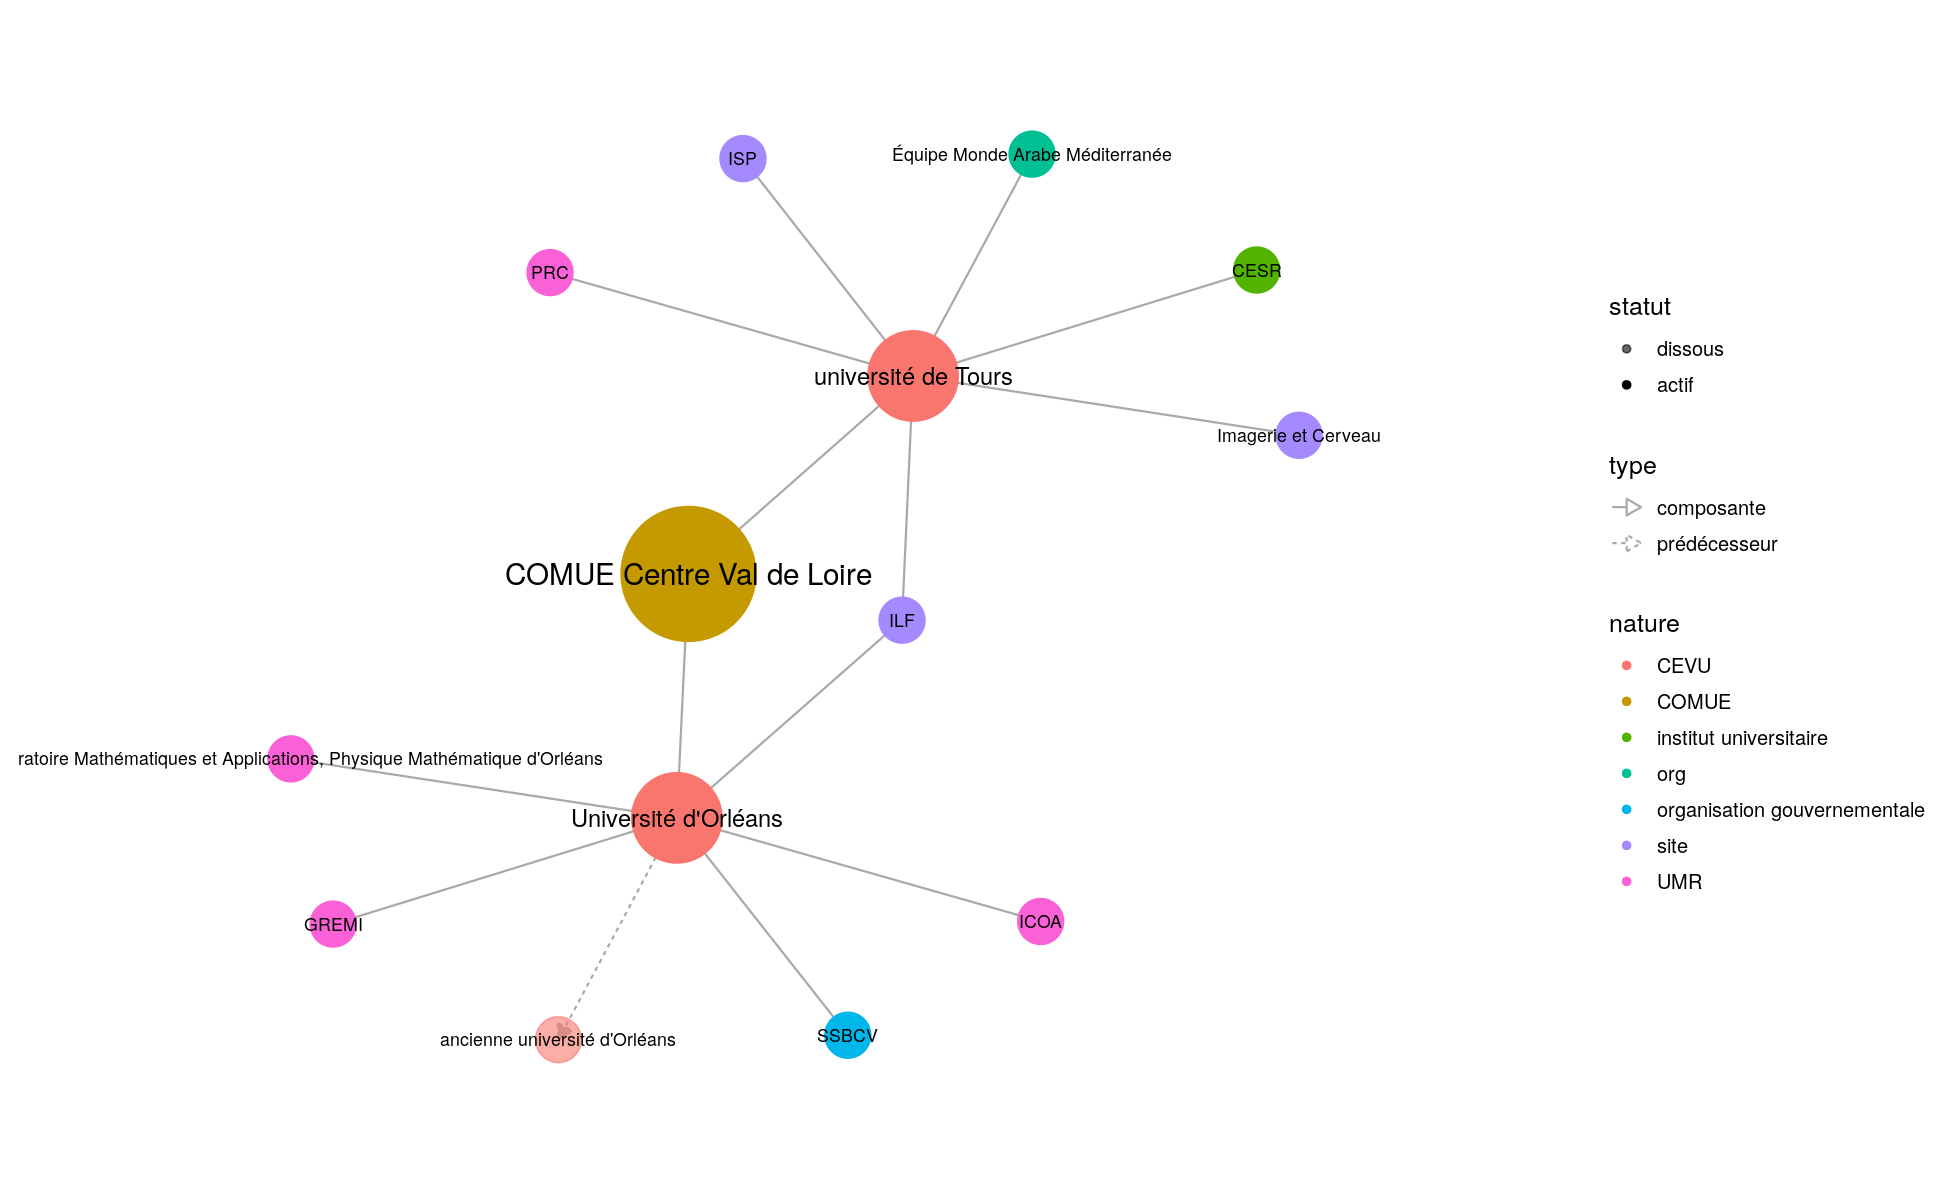 ISP
Équipe Monde Arabe Méditerranée
PRC
CESR
université de Tours
Imagerie et Cerveau
COMUE Centre Val de Loire
ILF
ratoire Mathématiques et Applications, Physique Mathématique d'Orléans
Université d'Orléans
GREMI
ICOA
ancienne université d'Orléans
SSBCV
statut
dissous
actif
type
composante
prédécesseur
nature
CEVU
COMUE
institut universitaire
org
organisation gouvernementale
site
UMR